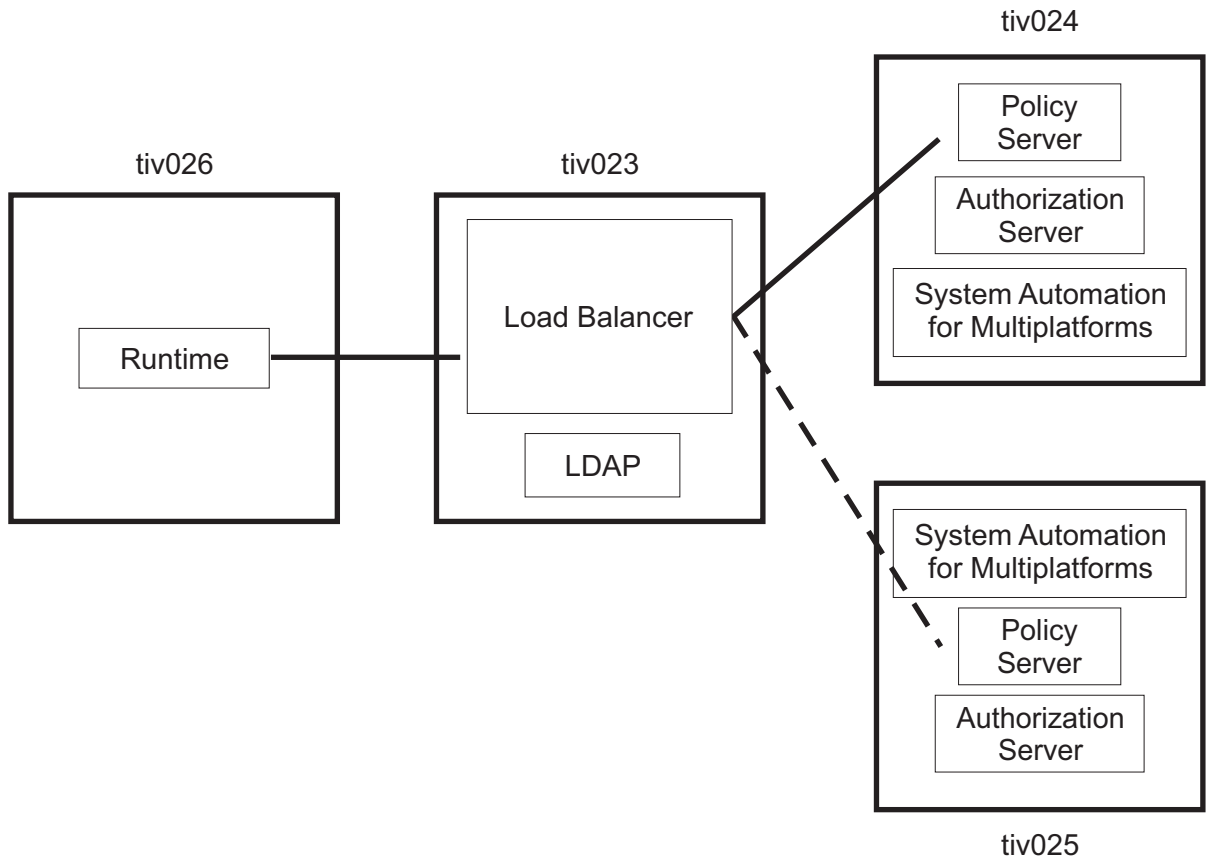 tiv024
Policy
Server
Authorization
Server
System Automation
for Multiplatforms
tiv026
Runtime
tiv023
Load Balancer
LDAP
System Automation
for Multiplatforms
Policy
Server
Authorization
Server
tiv025